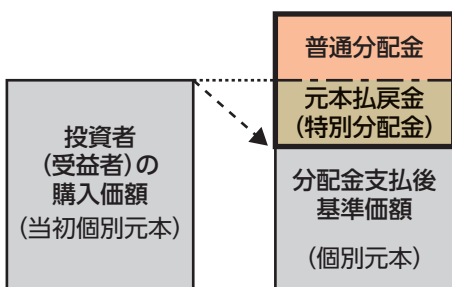 投資者
(受益者)の
購入価額
(当初個別元本)
普通分配金
元本払戻金
(特別分配金)
分配金支払後
基準価額
(個別元本)